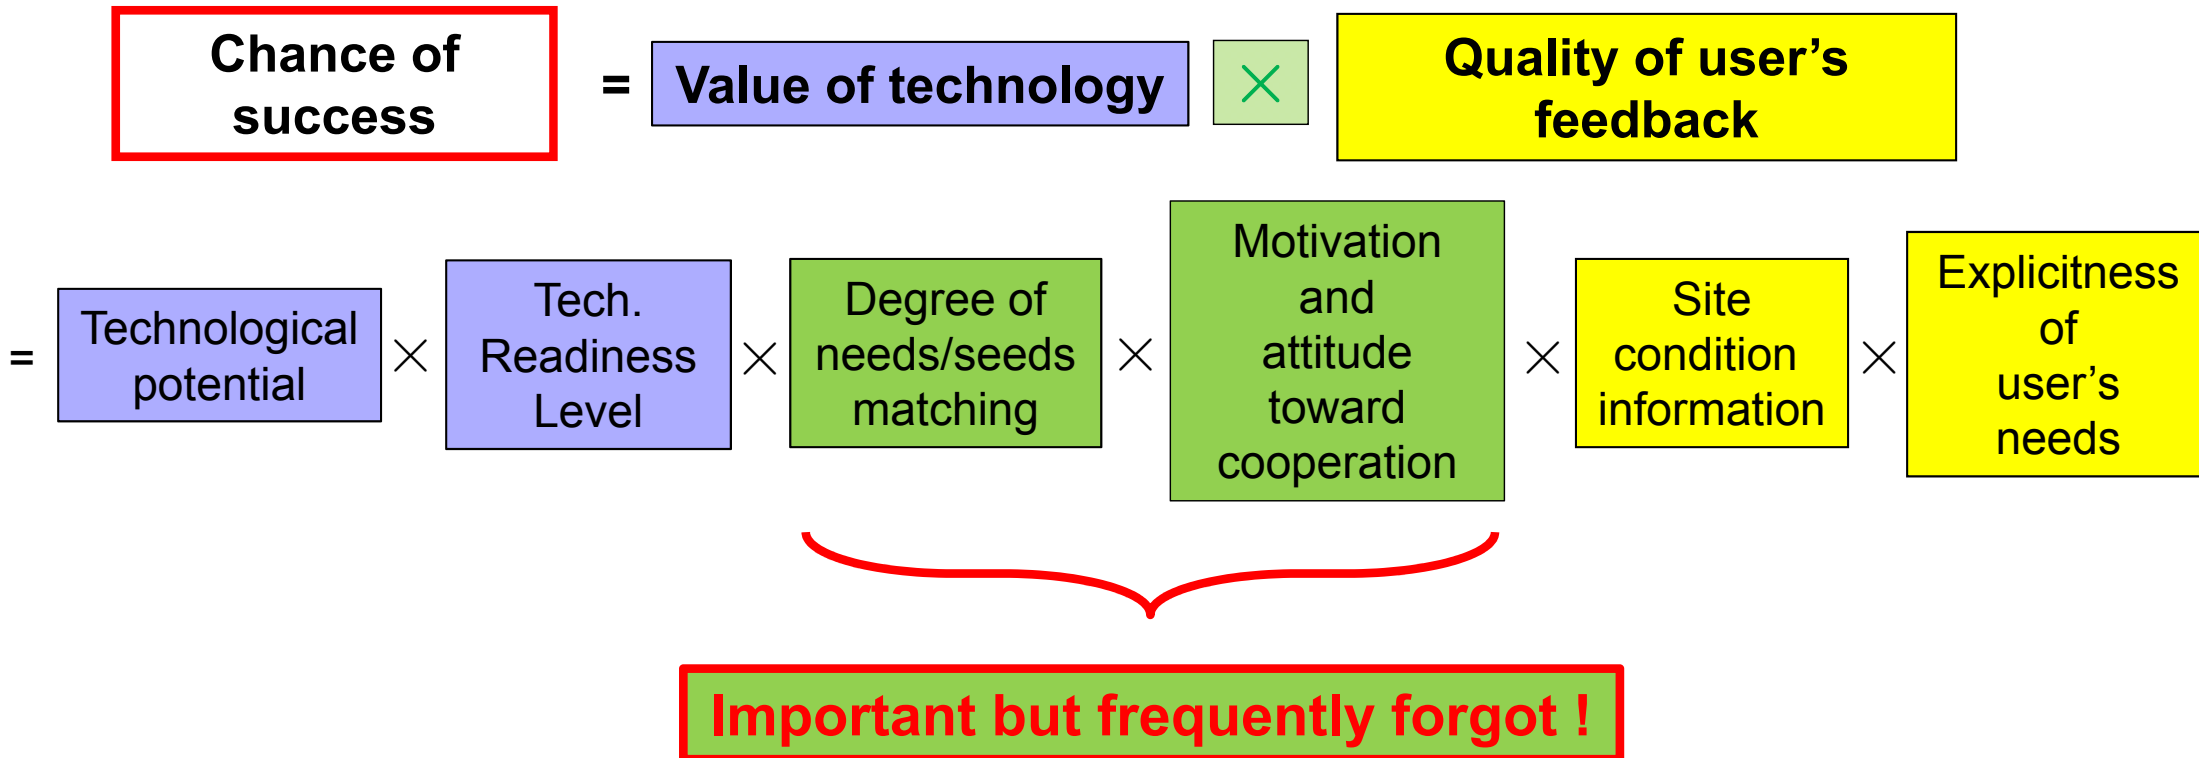 Chance of
success
=
Value of technology
×
Quality of user’s
feedback
=
Technological
potential
×
Tech.
Readiness
Level
×
Degree of
needs/seeds
matching
×
Motivation
and
attitude
toward
cooperation
×
Site
condition
information
×
Explicitness
of
user’s
needs
Important but frequently forgot !